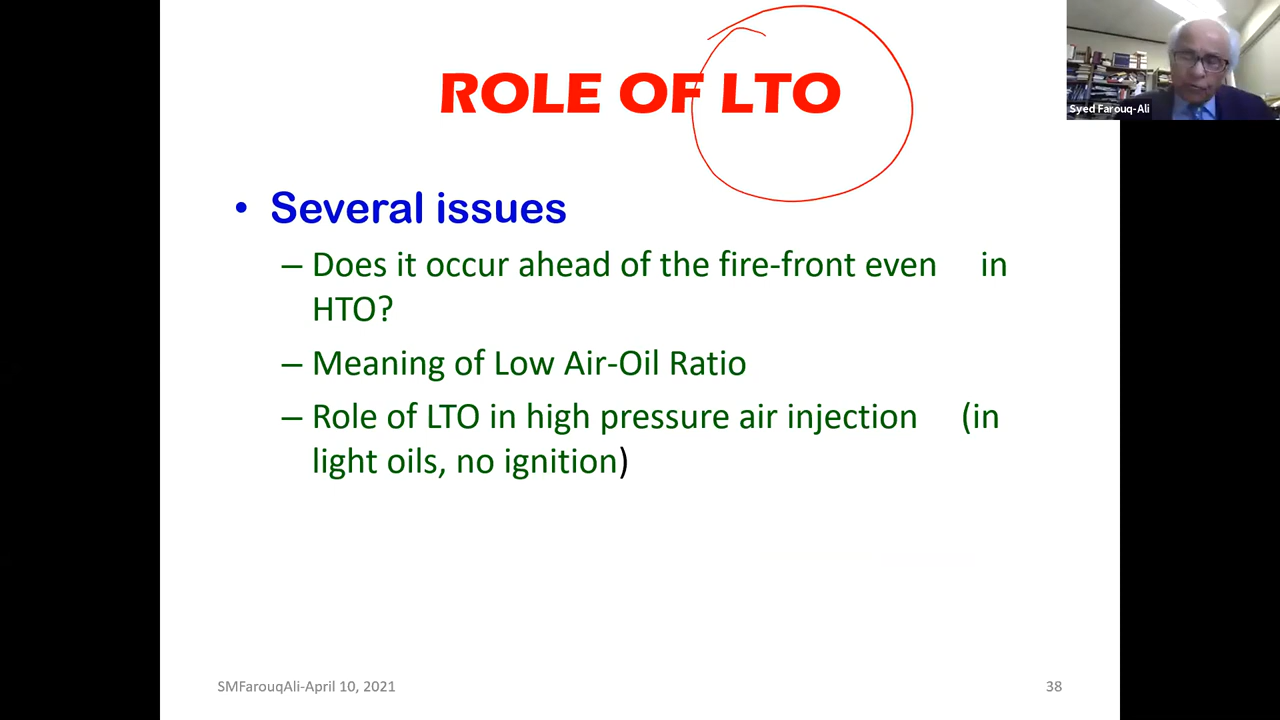 ROLE OF LTO
Syed Farouq-Ali
• Several issues
– Does it occur ahead of the fire-front even in
HTO?
– Meaning of Low Air-Oil Ratio
– Role of LTO in high pressure air injection (in
light oils, no ignition)
SMFarouqAli-April 10, 2021
38